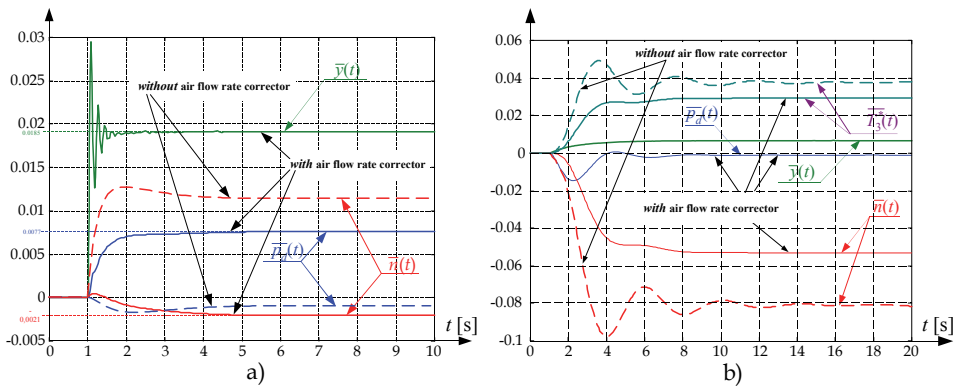 0.03
0.025
0.02
0.0185
0.015
0.01
0.0077
0.005
0
-
0.0021
-0.005
0 1 2 3 4 5 6 7 8 9 10
t [s]
y̅(t)
without air flow rate corrector
with air flow rate corrector
p̅d(t)
n̅(t)
a)
0.06
0.04
0.02
0
-0.02
-0.04
-0.06
-0.08
-0.1
0 2 4 6 8 10 12 14 16 18 20
t [s]
without air flow rate corrector
p̅d(t)
T̅3*(t)
y̅(t)
with air flow rate corrector
n̅(t)
b)